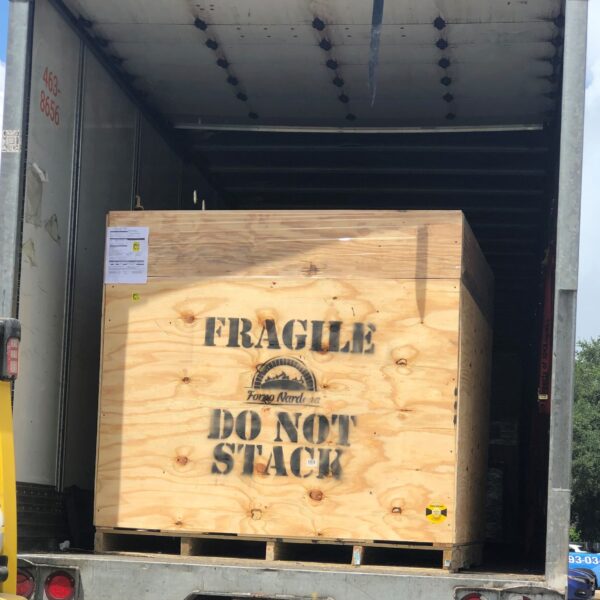 463-
8656
FRAGILE
Forno Nardona
DO NOT
STACK
93-03